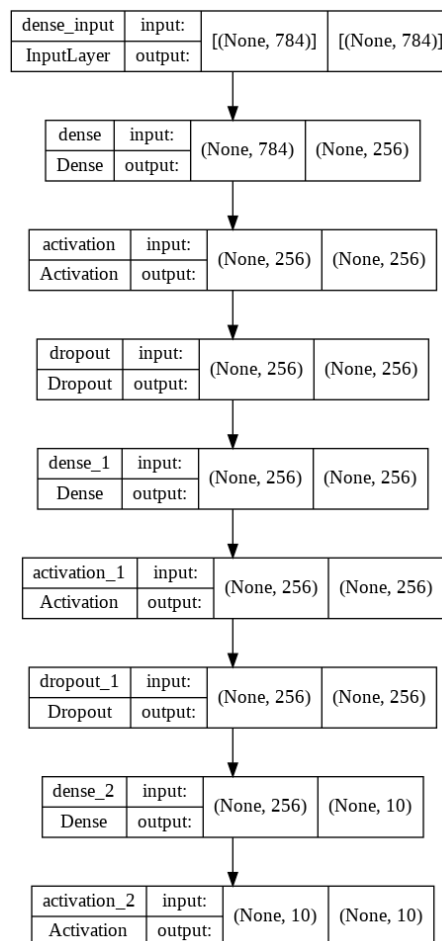 dense_input input: [(None, 784)] [(None, 784)]
InputLayer output:
dense input: (None, 784) (None, 256)
Dense output:
activation input: (None, 256) (None, 256)
Activation output:
dropout input: (None, 256) (None, 256)
Dropout output:
dense_1 input: (None, 256) (None, 256)
Dense output:
activation_1 input: (None, 256) (None, 256)
Activation output:
dropout_1 input: (None, 256) (None, 256)
Dropout output:
dense_2 input: (None, 256) (None, 10)
Dense output:
activation_2 input: (None, 10) (None, 10)
Activation output: